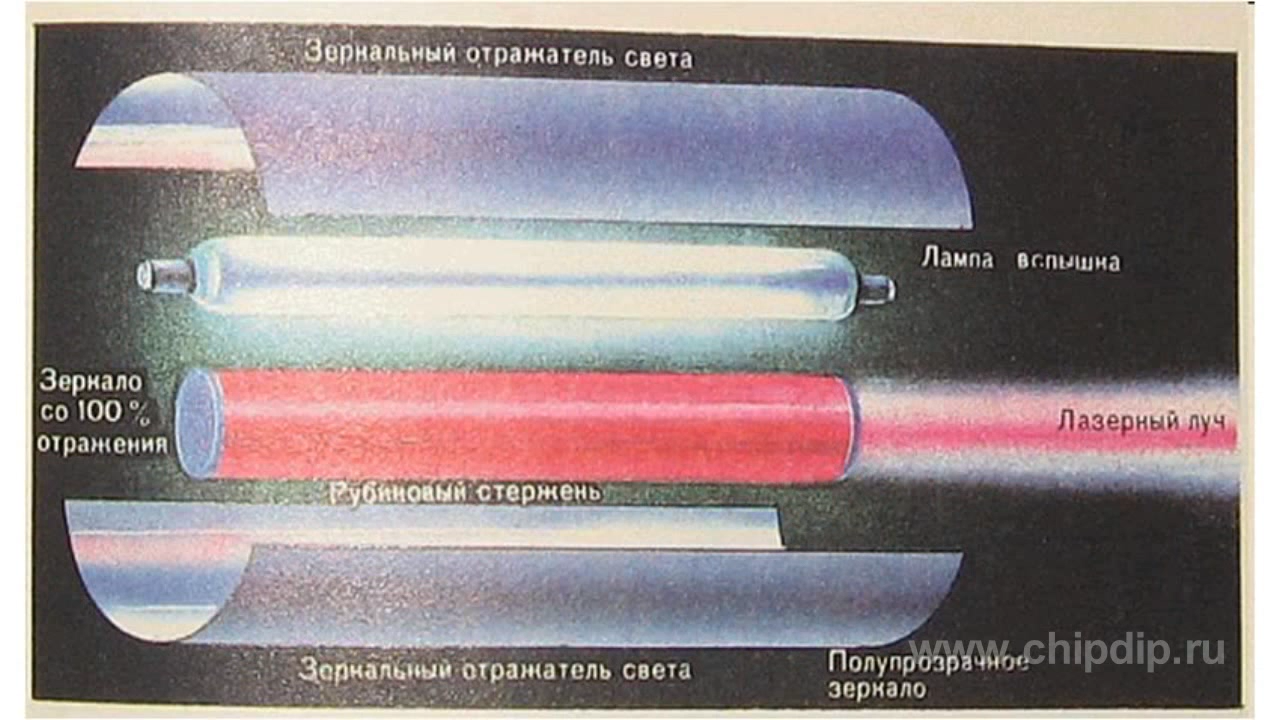 Зеркальный отражатель света
Лампа вспышка
Зеркало
со 100 %
отражения
Лазерный луч
Рубиновый стержень
Зеркальный отражатель света
Полупрозрачное
зеркало
www.chipdip.ru